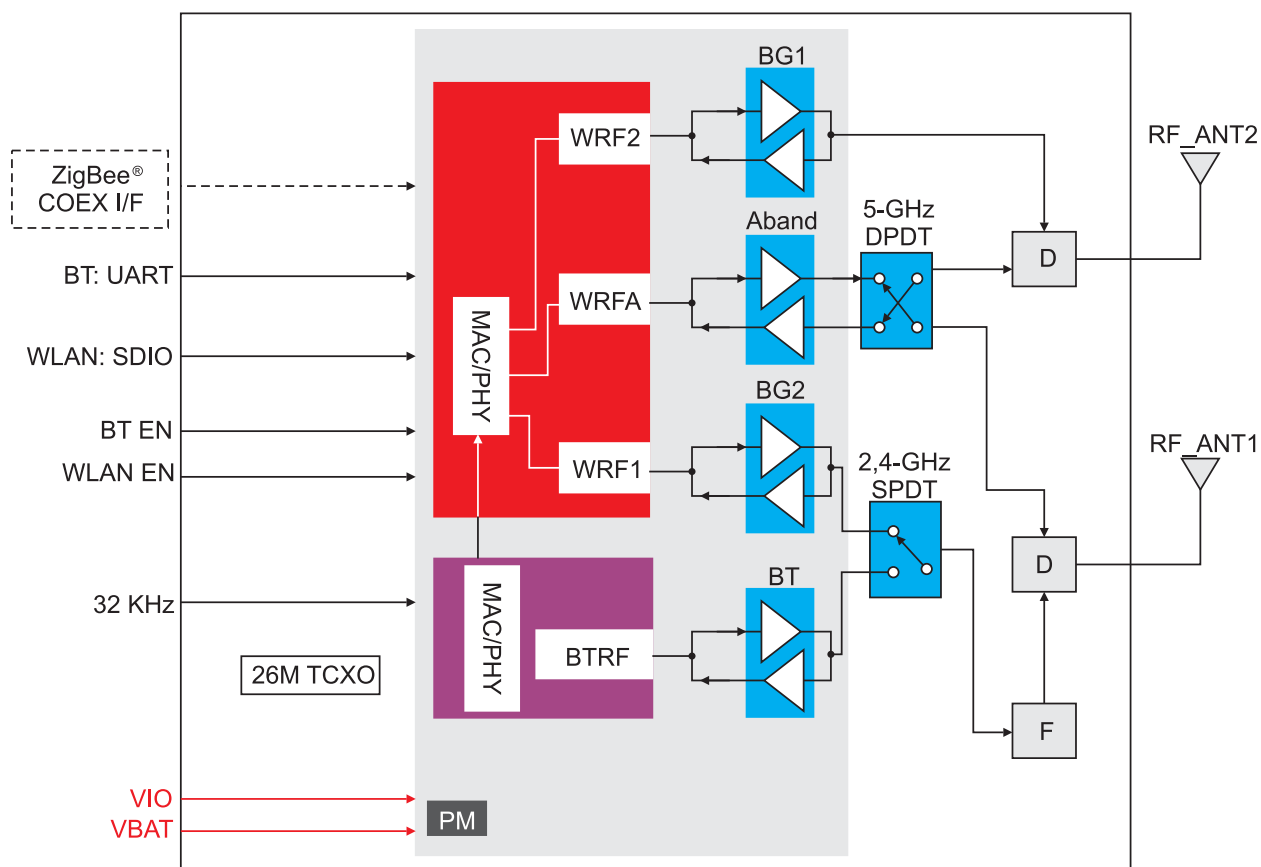 BG1
WRF2
RF_ANT2
ZigBee®
COEX I/F
Aband
5-GHz
DPDT
D
BT: UART
WRFA
MAC/PHY
WLAN: SDIO
BG2
BT EN
RF_ANT1
WLAN EN
WRF1
2,4-GHz
SPDT
D
BT
32 KHz
MAC/PHY
BTRF
26M TCXO
F
VIO
VBAT
PM